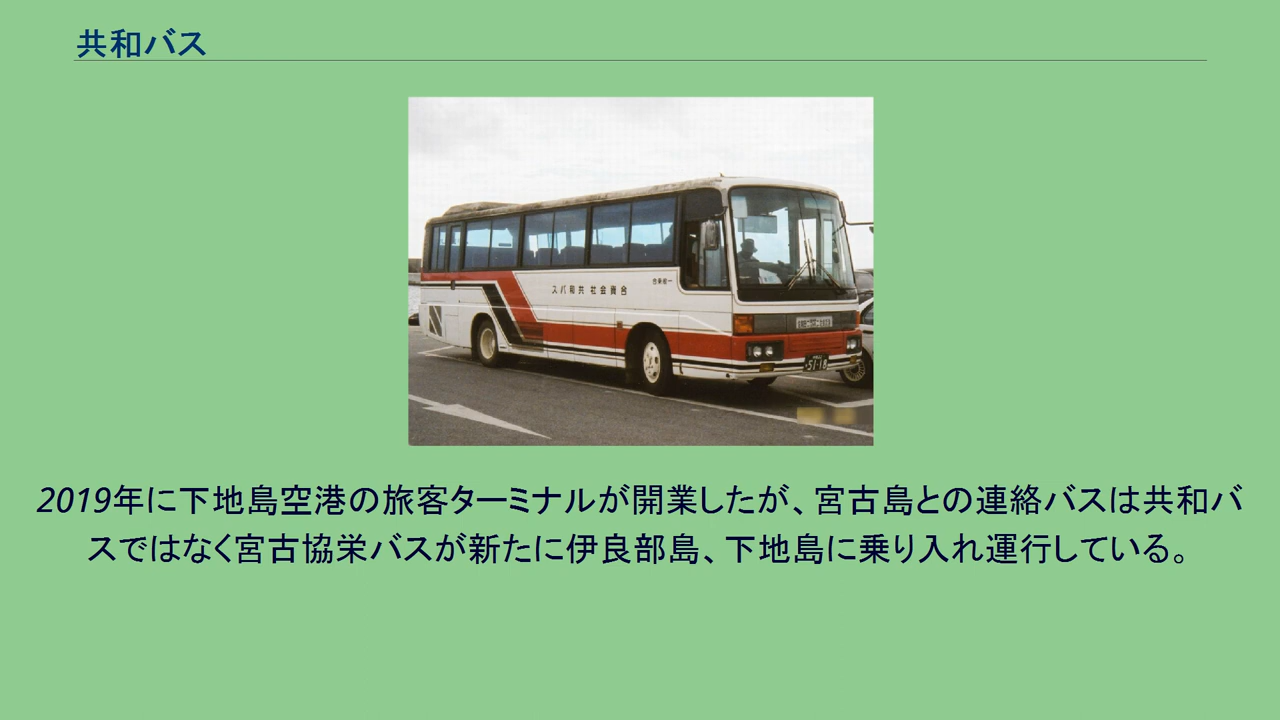 共和バス
スバ和共 社会資合
51-18
2019年に下地島空港の旅客ターミナルが開業したが、宮古島との連絡バスは共和バ
スではなく宮古協栄バスが新たに伊良部島、下地島に乗り入れ運行している。